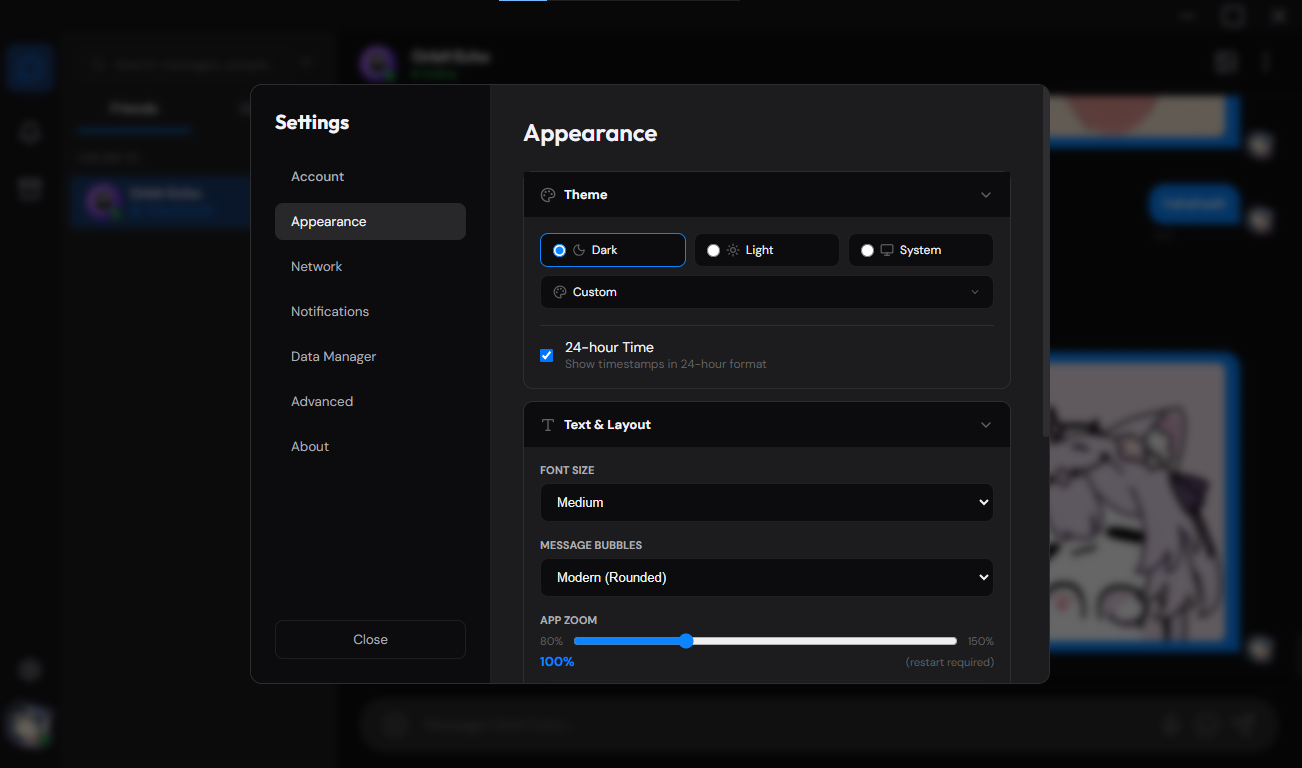 Settings
Account
Appearance
Network
Notifications
Data Manager
Advanced
About
Close
Appearance
Theme
Dark
Light
System
Custom
24-hour Time
Show timestamps in 24-hour format
Text & Layout
FONT SIZE
Medium
MESSAGE BUBBLES
Modern (Rounded)
APP ZOOM
80%
150%
100%
(restart required)